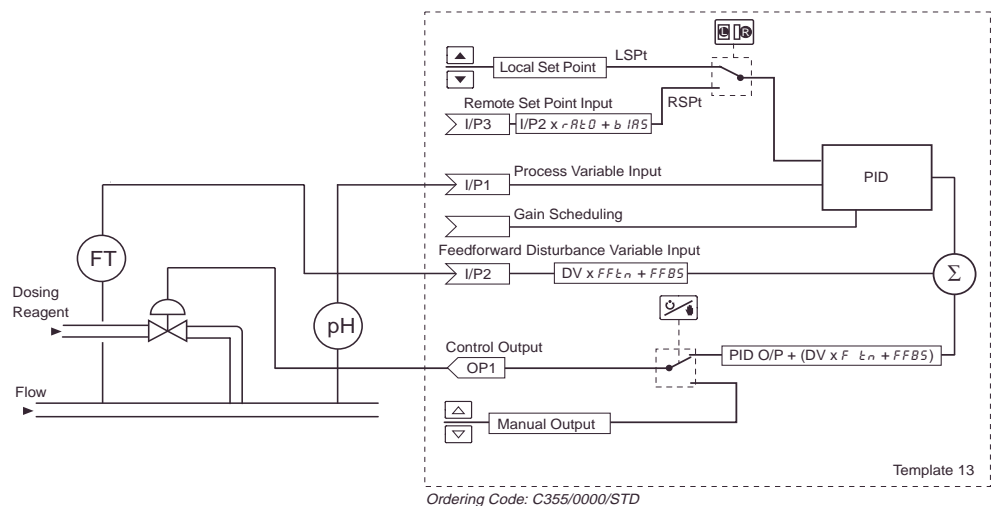 L R
Local Set Point
LSPt
RSPt
Remote Set Point Input
I/P3
I/P2 x rAtO + bIAS
Process Variable Input
I/P1
PID
Gain Scheduling
Feedforward Disturbance Variable Input
I/P2
DV x FFtn + FFBS
Σ
FT
Dosing
Reagent
pH
Control Output
OP1
PID O/P + (DV x F tn + FFBS)
Flow
Manual Output
Template 13
Ordering Code: C355/0000/STD